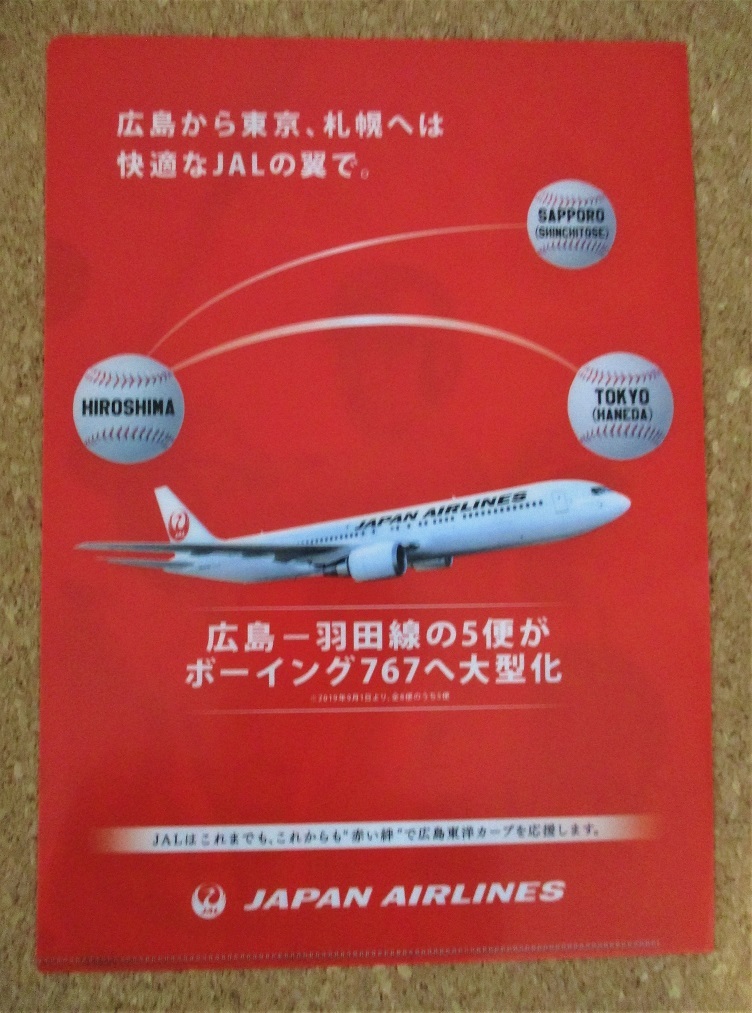 広島から東京、札幌へは
快適なJALの翼で。
SAPPORO
(SHINCHITOSE)
HIROSHIMA
TOKYO
(HANEDA)
JAPAN AIRLINES
JAL
広島ー羽田線の5便が
ボーイング767へ大型化
JALはこれまでも、これからも“赤い絆”で広島東洋カープを応援します。
JAL
JAPAN AIRLINES